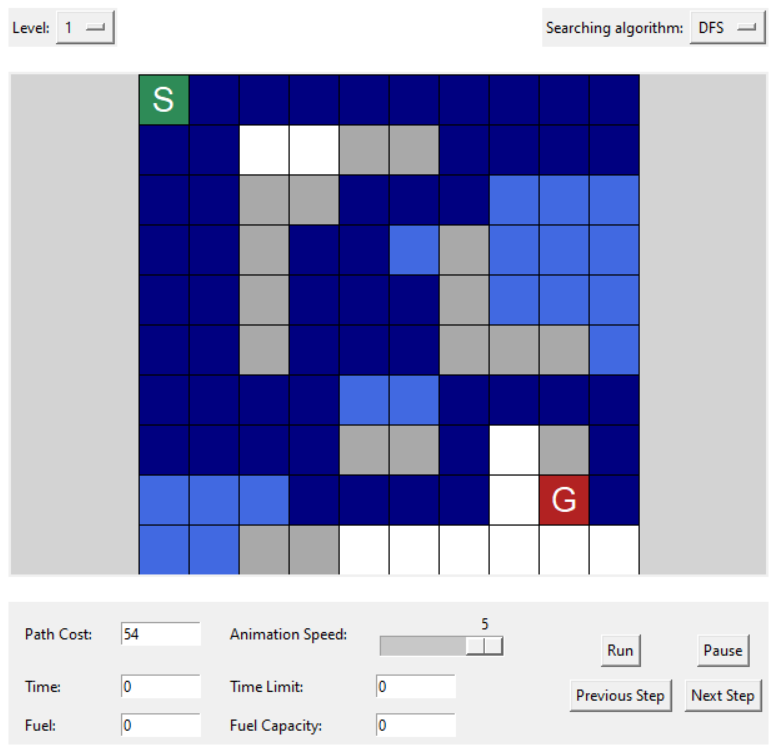 Level: 1 Searching algorithm: DFS
S
G
5
Path Cost: 54 Animation Speed:
Run Pause
Time: 0 Time Limit: 0
Previous Step Next Step
Fuel: 0 Fuel Capacity: 0